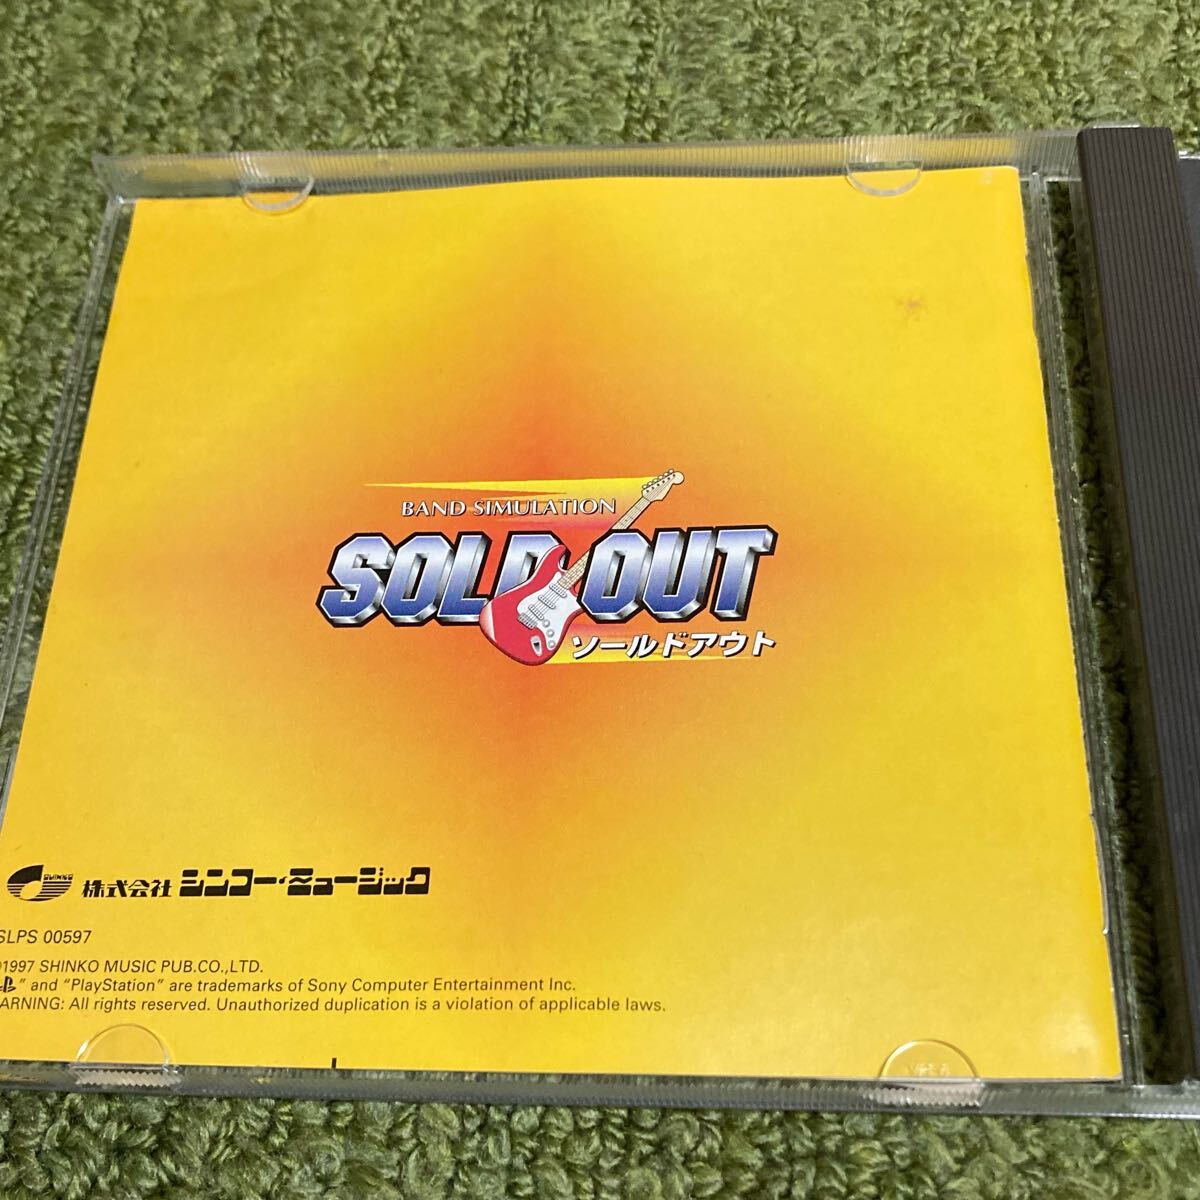 BAND SIMULATION
SOLD OUT
ソールドアウト
SHINKO 株式会社 シンコー・ミュージック
SLPS 00597
©1997 SHINKO MUSIC PUB.CO.,LTD.
" and "PlayStation" are trademarks of Sony Computer Entertainment Inc.
WARNING: All rights reserved. Unauthorized duplication is a violation of applicable laws.